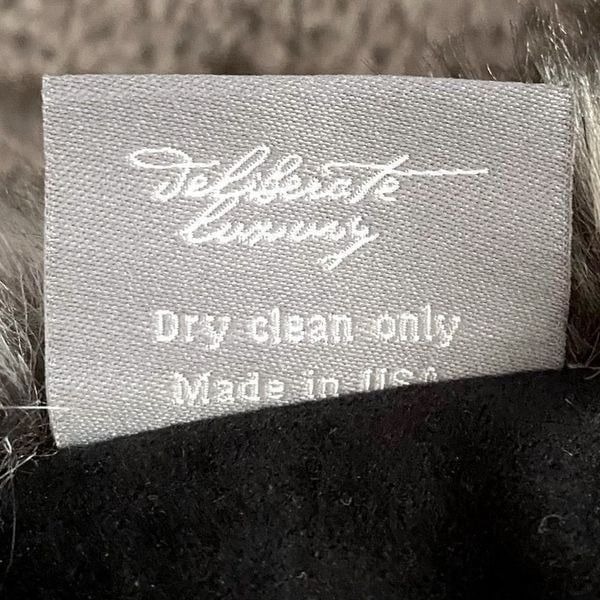 Deliberate
luxury
Dry clean only
Made in USA